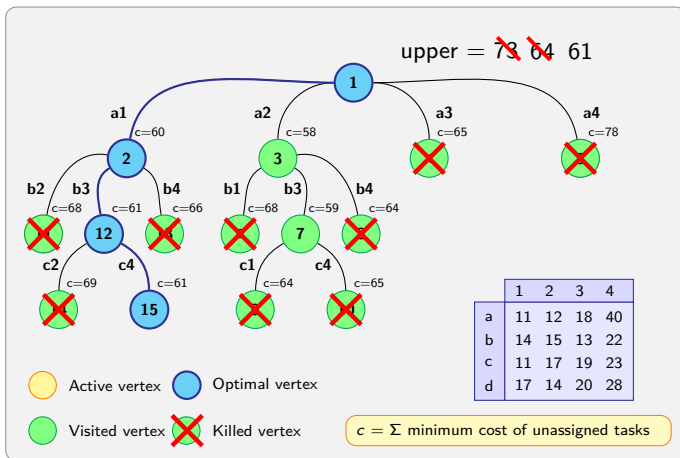 upper = 73 64 61
1
a1 a2 a3 a4
c=60 c=58 c=65 c=78
2 3
b2 b3 b4 b1 b3 b4
c=68 c=61 c=66 c=68 c=59 c=64
12 7
c2 c4 c1 c4
c=69 c=61 c=64 c=65
15
1 2 3 4
a 11 12 18 40
b 14 15 13 22
c 11 17 19 23
d 17 14 20 28
Active vertex Optimal vertex
Visited vertex Killed vertex
c = Σ minimum cost of unassigned tasks